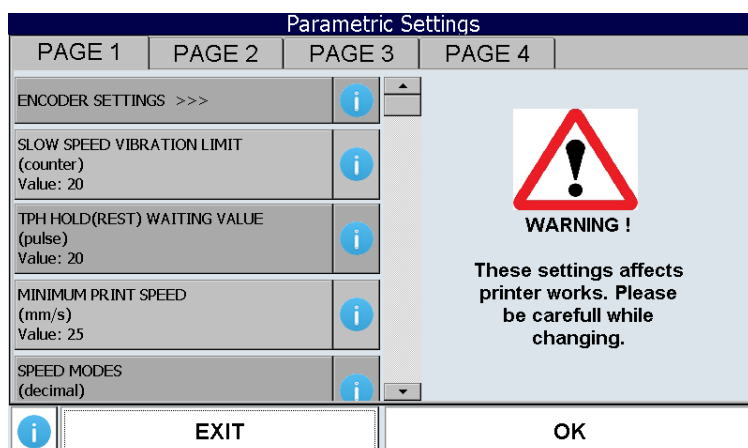 Parametric Settings
PAGE 1
PAGE 2
PAGE 3
PAGE 4
ENCODER SETTINGS >>>
i
SLOW SPEED VIBRATION LIMIT
(counter)
Value: 20
i
TPH HOLD(REST) WAITING VALUE
(pulse)
Value: 20
i
MINIMUM PRINT SPEED
(mm/s)
Value: 25
i
SPEED MODES
(decimal)
i
WARNING !
These settings affects
printer works. Please
be carefull while
changing.
i
EXIT
OK